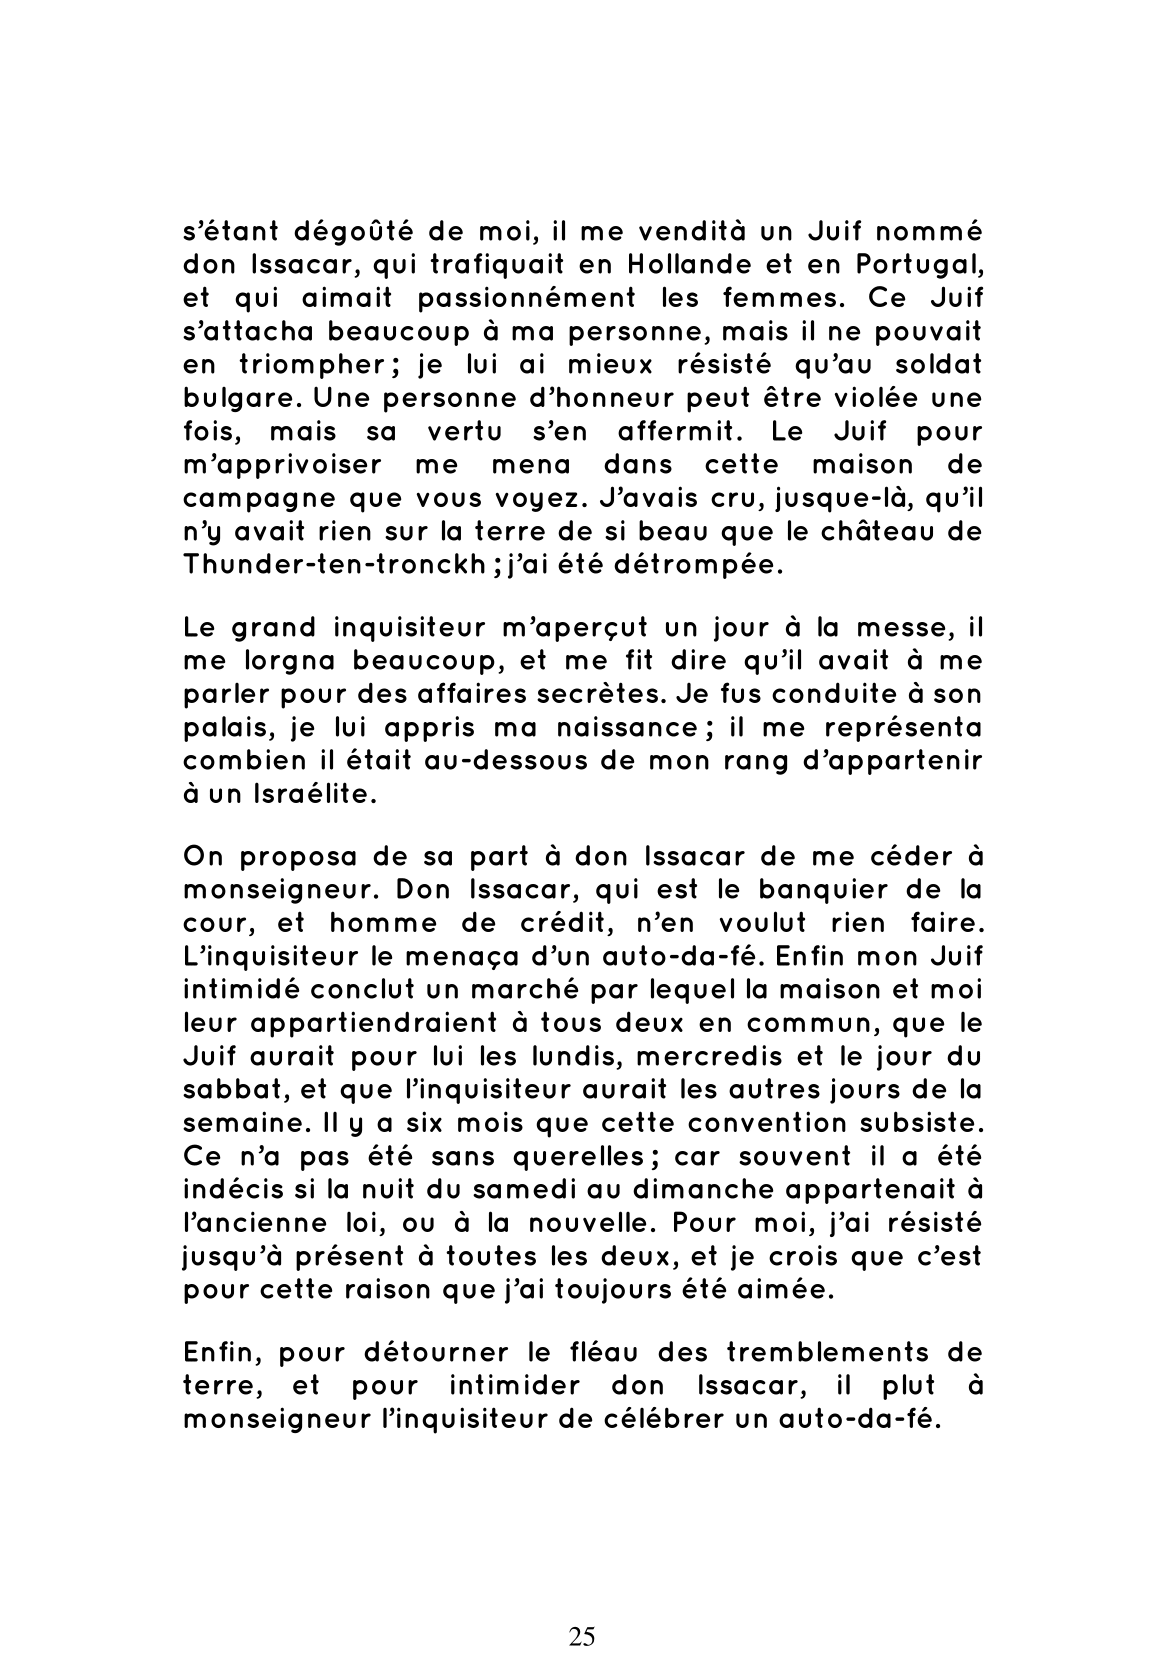 s’étant dégoûté de moi, il me vendità un Juif nommé
don Issacar, qui trafiquait en Hollande et en Portugal,
et qui aimait passionnément les femmes. Ce Juif
s’attacha beaucoup à ma personne, mais il ne pouvait
en triompher ; je lui ai mieux résisté qu’au soldat
bulgare. Une personne d’honneur peut être violée une
fois, mais sa vertu s’en affermit. Le Juif pour
m’apprivoiser me mena dans cette maison de
campagne que vous voyez. J’avais cru, jusque-là, qu’il
n’y avait rien sur la terre de si beau que le château de
Thunder-ten-tronckh ; j’ai été détrompée.
Le grand inquisiteur m’aperçut un jour à la messe, il
me lorgna beaucoup, et me fit dire qu’il avait à me
parler pour des affaires secrètes. Je fus conduite à son
palais, je lui appris ma naissance ; il me représenta
combien il était au-dessous de mon rang d’appartenir
à un Israélite.
On proposa de sa part à don Issacar de me céder à
monseigneur. Don Issacar, qui est le banquier de la
cour, et homme de crédit, n’en voulut rien faire.
L’inquisiteur le menaça d’un auto-da-fé. Enfin mon Juif
intimidé conclut un marché par lequel la maison et moi
leur appartiendraient à tous deux en commun, que le
Juif aurait pour lui les lundis, mercredis et le jour du
sabbat, et que l’inquisiteur aurait les autres jours de la
semaine. Il y a six mois que cette convention subsiste.
Ce n’a pas été sans querelles ; car souvent il a été
indécis si la nuit du samedi au dimanche appartenait à
l’ancienne loi, ou à la nouvelle. Pour moi, j’ai résisté
jusqu’à présent à toutes les deux, et je crois que c’est
pour cette raison que j’ai toujours été aimée.
Enfin, pour détourner le fléau des tremblements de
terre, et pour intimider don Issacar, il plut à
monseigneur l’inquisiteur de célébrer un auto-da-fé.
25